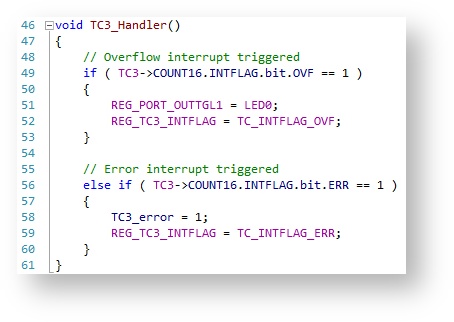 46 void TC3_Handler()
47 {
48 // Overflow interrupt triggered
49 if ( TC3->COUNT16.INTFLAG.bit.OVF == 1 )
50 {
51 REG_PORT_OUTTGL1 = LED0;
52 REG_TC3_INTFLAG = TC_INTFLAG_OVF;
53 }
54
55 // Error interrupt triggered
56 else if ( TC3->COUNT16.INTFLAG.bit.ERR == 1 )
57 {
58 TC3_error = 1;
59 REG_TC3_INTFLAG = TC_INTFLAG_ERR;
60 }
61 }